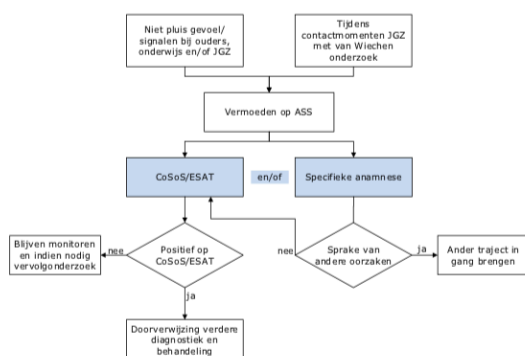 Niet pluis gevoel/
signalen bij ouders,
onderwijs en/of JGZ
Tijdens
contactmomenten JGZ
met van Wiechen
onderzoek
Vermoeden op ASS
CoSoS/ESAT
en/of
Specifieke anamnese
Blijven monitoren
en indien nodig
vervolgonderzoek
nee
Positief op
CoSoS/ESAT
nee
Sprake van
andere oorzaken
ja
Ander traject in
gang brengen
ja
Doorverwijzing verdere
diagnostiek en
behandeling